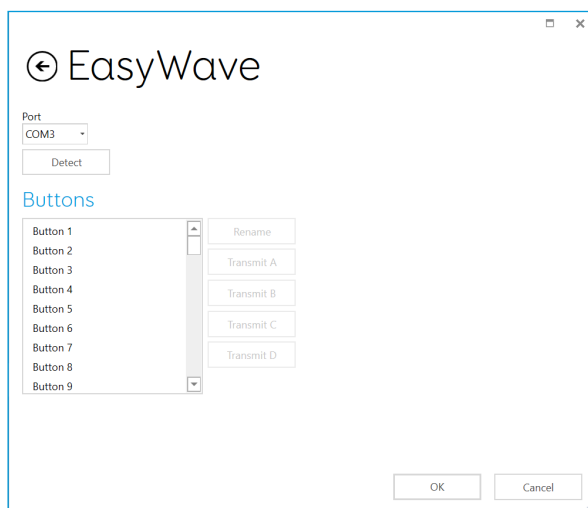 EasyWave
Port
COM3
Detect
Buttons
Button 1
Button 2
Button 3
Button 4
Button 5
Button 6
Button 7
Button 8
Button 9
Rename
Transmit A
Transmit B
Transmit C
Transmit D
OK
Cancel